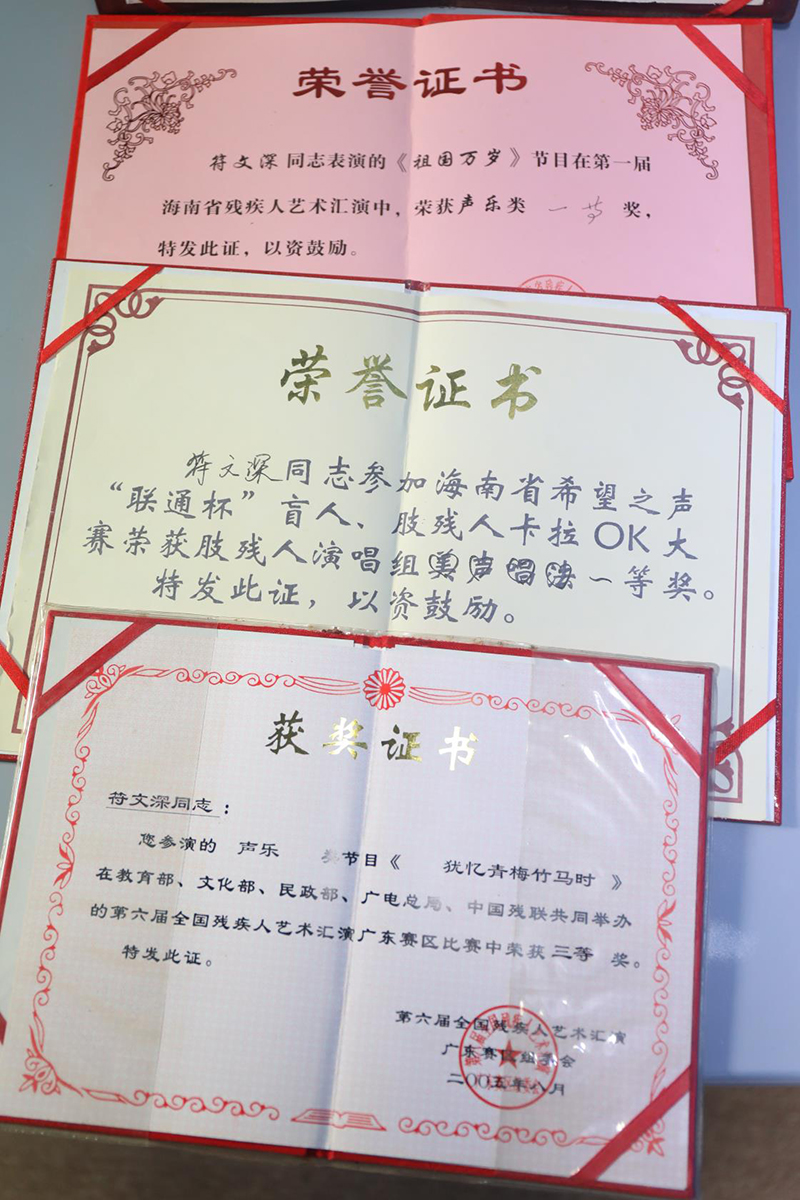 荣誉证书
符文深同志表演的《祖国万岁》节目在第一届
海南省残疾人艺术汇演中，荣获声乐类 一等 奖，
特发此证，以资鼓励。
荣誉证书
符文深同志参加海南省希望之声
“联通杯”盲人、肢残人卡拉OK大
赛荣获肢残人演唱组美声唱法一等奖。
特发此证，以资鼓励。
获奖证书
符文深同志：
您参演的 声乐 类节目《 犹忆青梅竹马时 》
在教育部、文化部、民政部、广电总局、中国残联共同举办
的第六届全国残疾人艺术汇演广东赛区比赛中荣获三等 奖。
特发此证。
第六届全国残疾人艺术汇演
广东赛区组委会
二〇〇五年八月